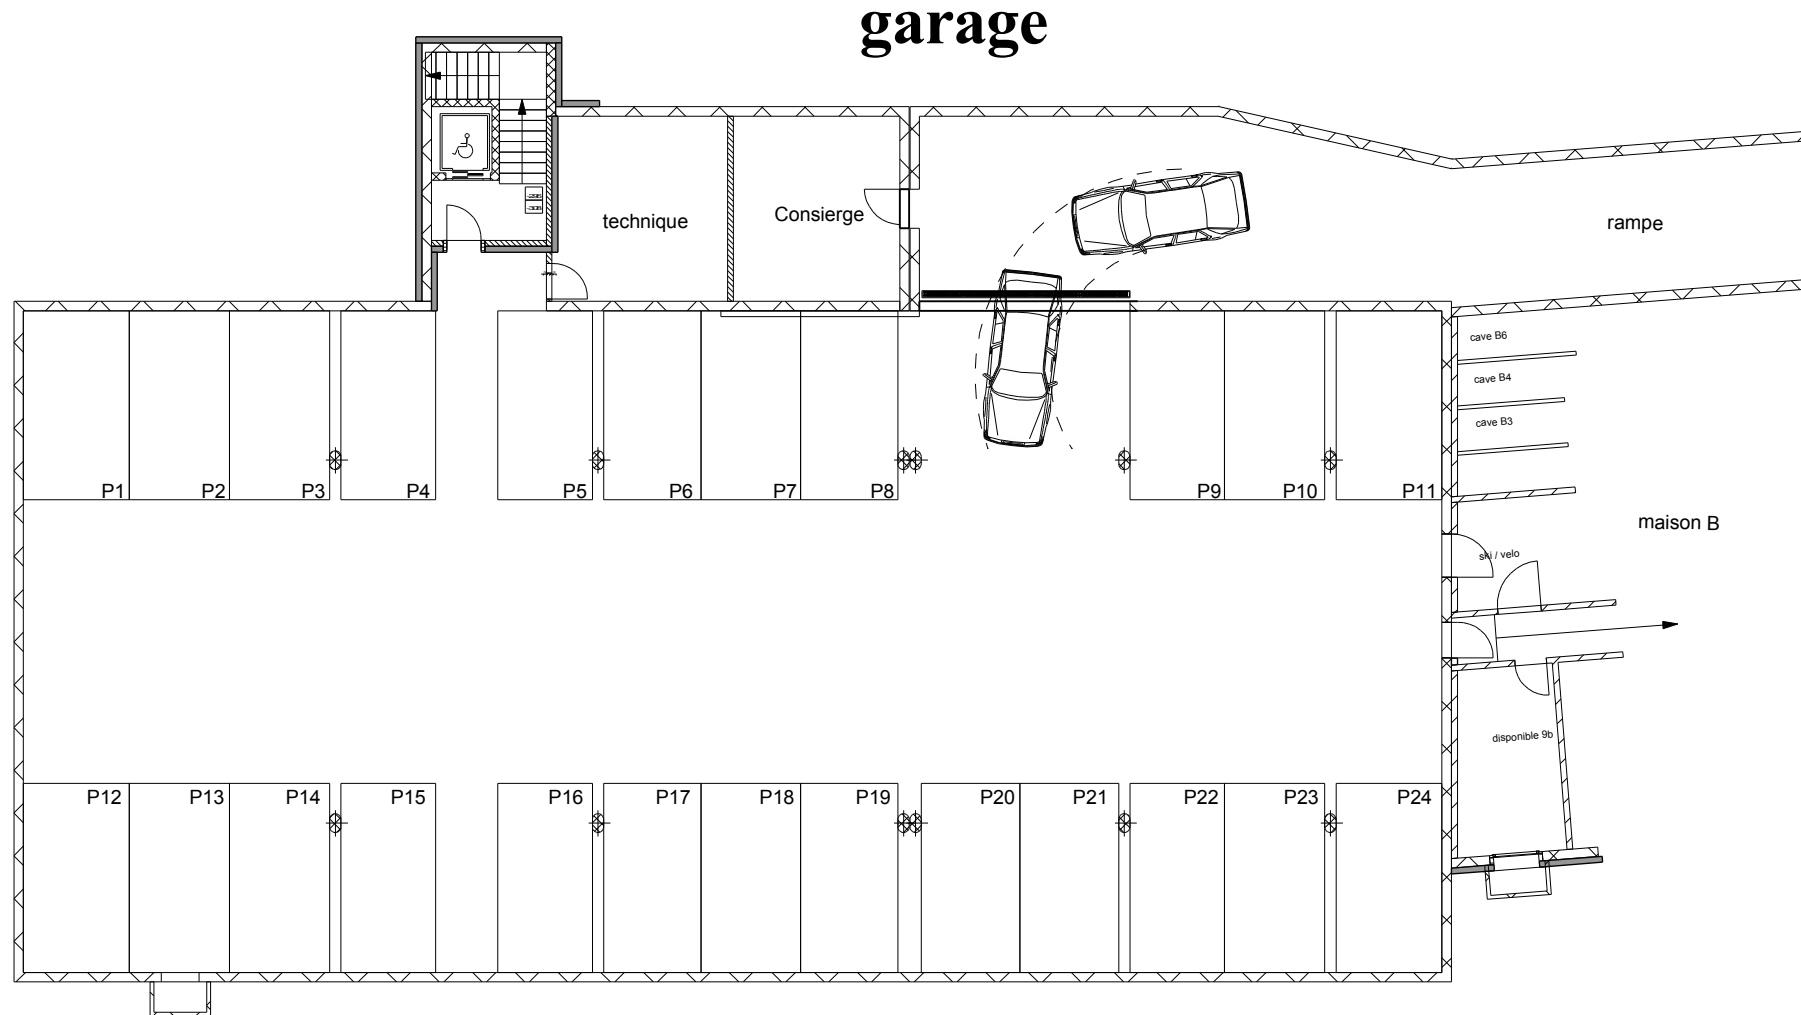 garage
technique
Consierge
rampe
cave B6
cave B4
cave B3
P1
P2
P3
P4
P5
P6
P7
P8
P9
P10
P11
maison B
ski / velo
disponible 9b
P12
P13
P14
P15
P16
P17
P18
P19
P20
P21
P22
P23
P24